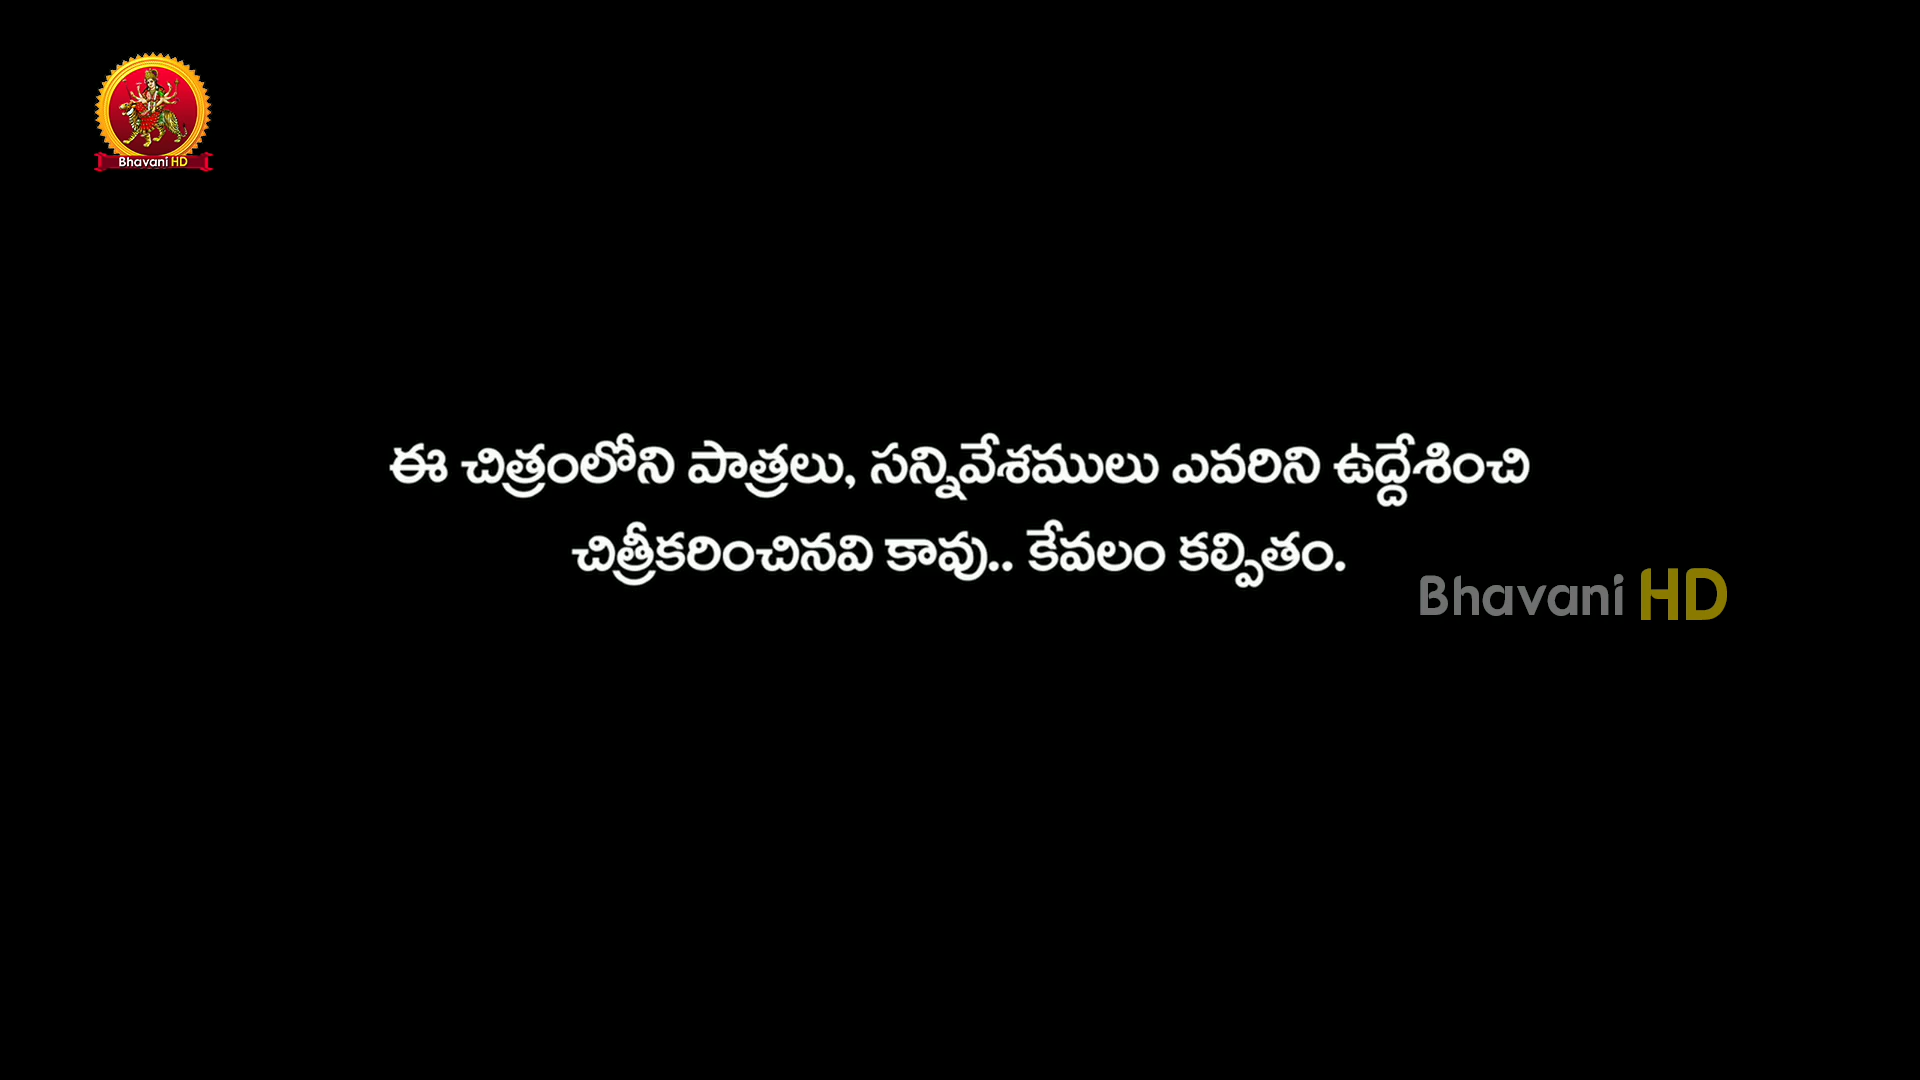 Bhavani HD
ఈ చిత్రంలోని పాత్రలు, సన్నివేశములు ఎవరిని ఉద్దేశించి
చిత్రీకరించినవి కావు.. కేవలం కల్పితం.
Bhavani HD